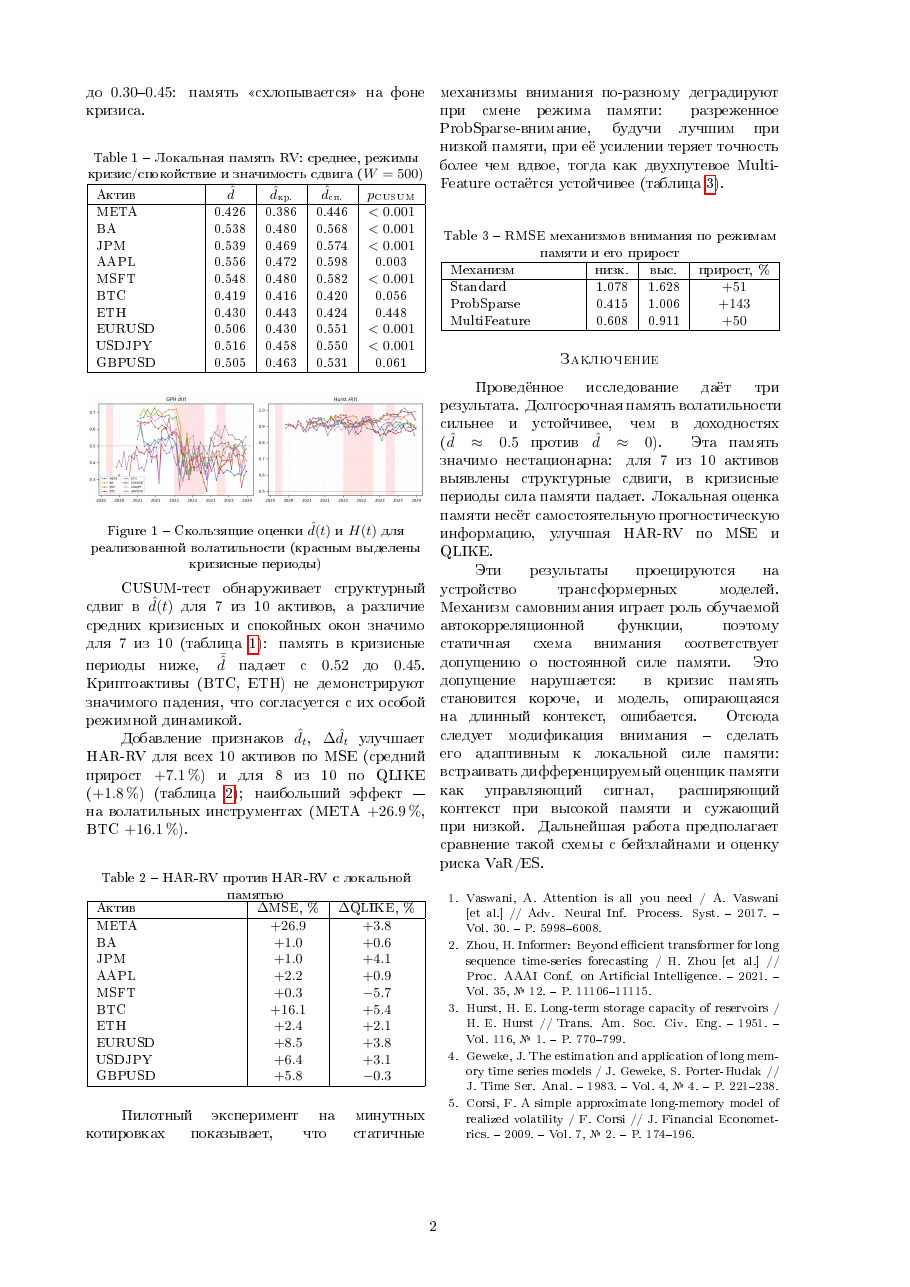 до 0.30–0.45: память «схлопывается» на фоне
кризиса.
Table 1 – Локальная память RV: среднее, режимы
кризис/спокойствие и значимость сдвига (W = 500)
Актив d̂ d̂кр. d̂сп. pCUSUM
META 0.426 0.386 0.446 < 0.001
BA 0.538 0.480 0.568 < 0.001
JPM 0.539 0.469 0.574 < 0.001
AAPL 0.556 0.472 0.598 0.003
MSFT 0.548 0.480 0.582 < 0.001
BTC 0.419 0.416 0.420 0.056
ETH 0.430 0.443 0.424 0.448
EURUSD 0.506 0.430 0.551 < 0.001
USDJPY 0.516 0.458 0.550 < 0.001
GBPUSD 0.505 0.463 0.531 0.061
GPH d̂(t) Hurst H(t)
Figure 1 – Скользящие оценки d̂(t) и H(t) для
реализованной волатильности (красным выделены
кризисные периоды)
CUSUM-тест обнаруживает структурный
сдвиг в d̂(t) для 7 из 10 активов, а различие
средних кризисных и спокойных окон значимо
для 7 из 10 (таблица 1): память в кризисные
периоды ниже, d̂̄ падает с 0.52 до 0.45.
Криптоактивы (BTC, ETH) не демонстрируют
значимого падения, что согласуется с их особой
режимной динамикой.
Добавление признаков d̂t, Δd̂t улучшает
HAR-RV для всех 10 активов по MSE (средний
прирост +7.1 %) и для 8 из 10 по QLIKE
(+1.8 %) (таблица 2); наибольший эффект —
на волатильных инструментах (META +26.9 %,
BTC +16.1 %).
Table 2 – HAR-RV против HAR-RV с локальной
памятью
Актив ΔMSE, % ΔQLIKE, %
META +26.9 +3.8
BA +1.0 +0.6
JPM +1.0 +4.1
AAPL +2.2 +0.9
MSFT +0.3 −5.7
BTC +16.1 +5.4
ETH +2.4 +2.1
EURUSD +8.5 +3.8
USDJPY +6.4 +3.1
GBPUSD +5.8 −0.3
Пилотный эксперимент на минутных
котировках показывает, что статичные
механизмы внимания по-разному деградируют
при смене режима памяти: разреженное
ProbSparse-внимание, будучи лучшим при
низкой памяти, при её усилении теряет точность
более чем вдвое, тогда как двухпутевое Multi-
Feature остаётся устойчивее (таблица 3).
Table 3 – RMSE механизмов внимания по режимам
памяти и его прирост
Механизм низк. выс. прирост, %
Standard 1.078 1.628 +51
ProbSparse 0.415 1.006 +143
MultiFeature 0.608 0.911 +50
Заключение
Проведённое исследование даёт три
результата. Долгосрочная память волатильности
сильнее и устойчивее, чем в доходностях
(d̂ ≈ 0.5 против d̂ ≈ 0). Эта память
значимо нестационарна: для 7 из 10 активов
выявлены структурные сдвиги, в кризисные
периоды сила памяти падает. Локальная оценка
памяти несёт самостоятельную прогностическую
информацию, улучшая HAR-RV по MSE и
QLIKE.
Эти результаты проецируются на
устройство трансформерных моделей.
Механизм самовнимания играет роль обучаемой
автокорреляционной функции, поэтому
статичная схема внимания соответствует
допущению о постоянной силе памяти. Это
допущение нарушается: в кризис память
становится короче, и модель, опирающаяся
на длинный контекст, ошибается. Отсюда
следует модификация внимания – сделать
его адаптивным к локальной силе памяти:
встраивать дифференцируемый оценщик памяти
как управляющий сигнал, расширяющий
контекст при высокой памяти и сужающий
при низкой. Дальнейшая работа предполагает
сравнение такой схемы с бейзлайнами и оценку
риска VaR/ES.
1. Vaswani, A. Attention is all you need / A. Vaswani
[et al.] // Adv. Neural Inf. Process. Syst. – 2017. –
Vol. 30. – P. 5998–6008.
2. Zhou, H. Informer: Beyond efficient transformer for long
sequence time-series forecasting / H. Zhou [et al.] //
Proc. AAAI Conf. on Artificial Intelligence. – 2021. –
Vol. 35, № 12. – P. 11106–11115.
3. Hurst, H. E. Long-term storage capacity of reservoirs /
H. E. Hurst // Trans. Am. Soc. Civ. Eng. – 1951. –
Vol. 116, № 1. – P. 770–799.
4. Geweke, J. The estimation and application of long mem-
ory time series models / J. Geweke, S. Porter-Hudak //
J. Time Ser. Anal. – 1983. – Vol. 4, № 4. – P. 221–238.
5. Corsi, F. A simple approximate long-memory model of
realized volatility / F. Corsi // J. Financial Economet-
rics. – 2009. – Vol. 7, № 2. – P. 174–196.
2